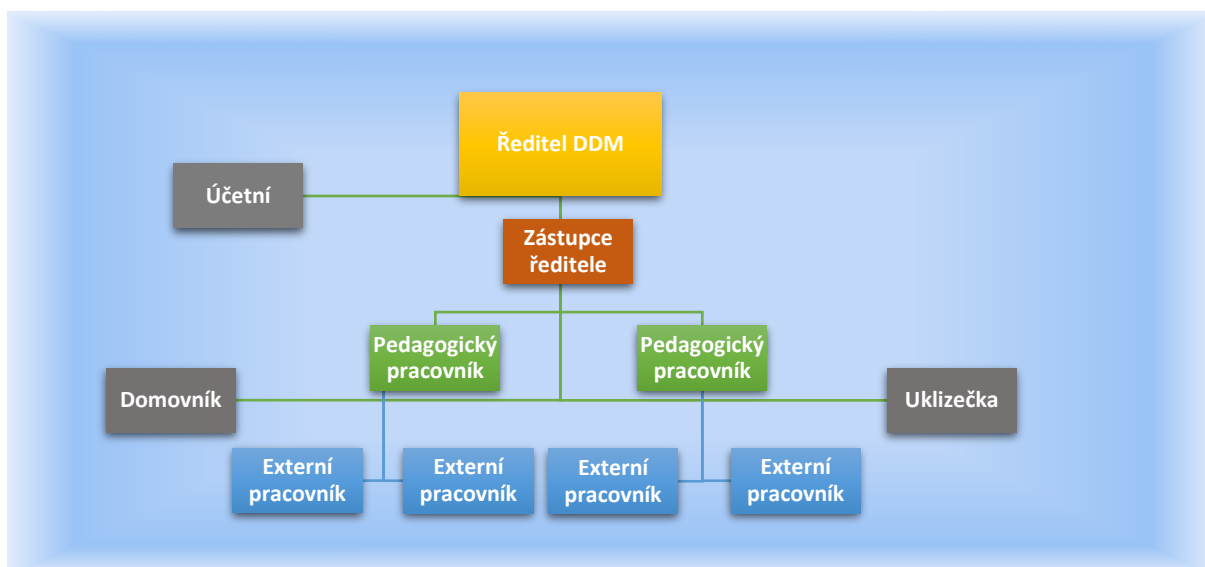 Ředitel DDM
Účetní
Zástupce
ředitele
Pedagogický
pracovník
Pedagogický
pracovník
Domovník
Uklizečka
Externí
pracovník
Externí
pracovník
Externí
pracovník
Externí
pracovník